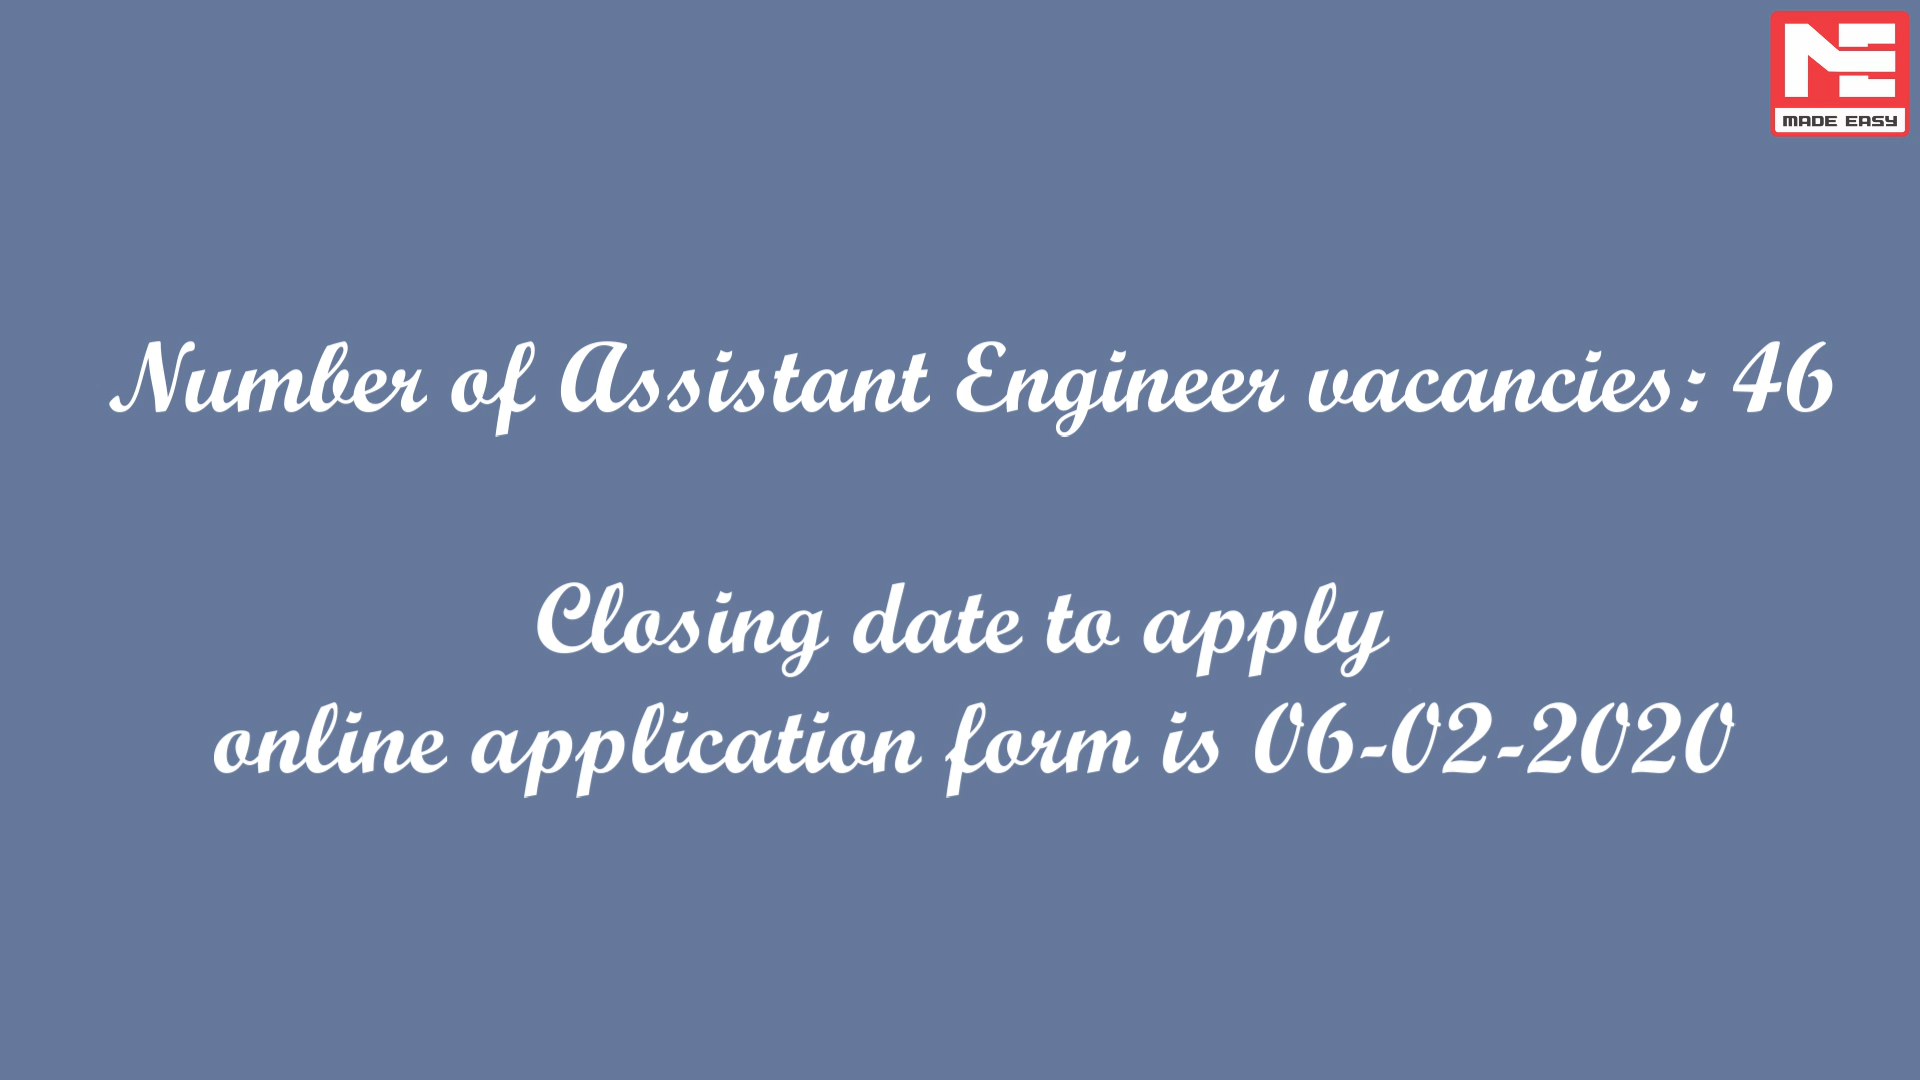 MADE EASY
Number of Assistant Engineer vacancies: 46
Closing date to apply
online application form is 06-02-2020